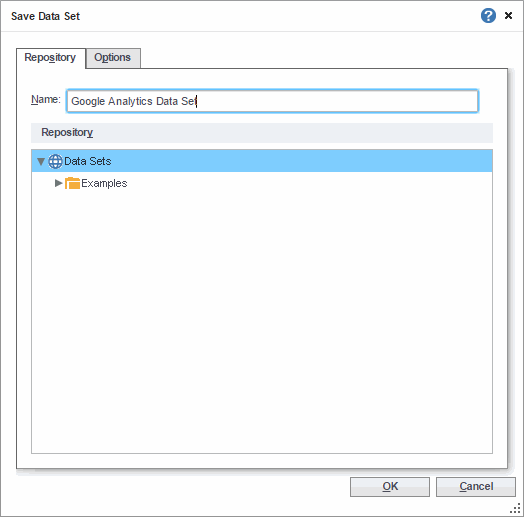 Save Data Set
?
Repository Options
Name: Google Analytics Data Set
Repository
Data Sets
Examples
OK Cancel